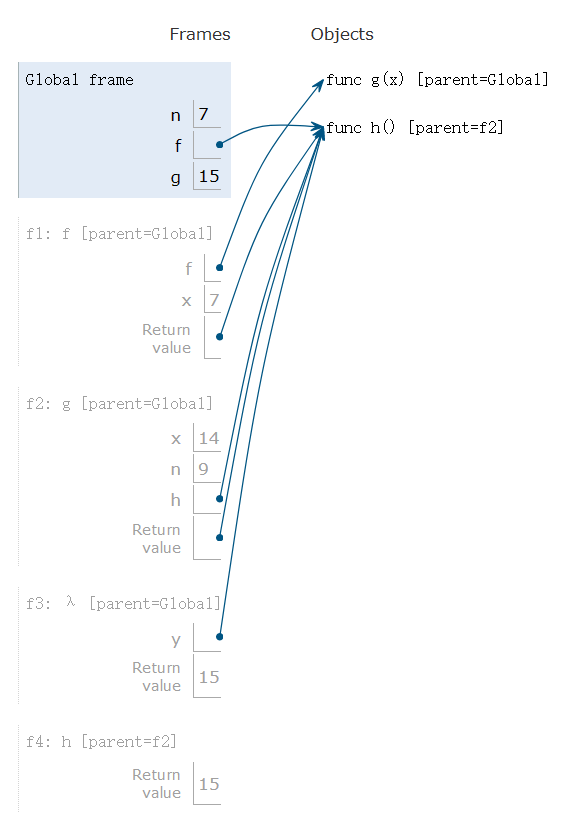 Frames Objects
Global frame
func g(x) [parent=Global]
n 7
func h() [parent=f2]
f
g 15
f1: f [parent=Global]
f
x 7
Return
value
f2: g [parent=Global]
x 14
n 9
h
Return
value
f3: λ [parent=Global]
y
Return
value 15
f4: h [parent=f2]
Return
value 15